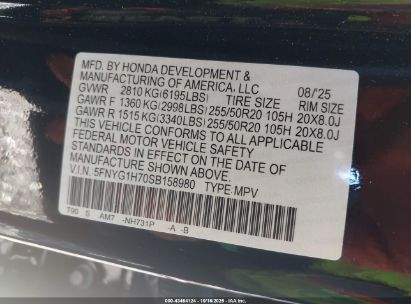 MFD. BY HONDA DEVELOPMENT &
MANUFACTURING OF AMERICA, LLC 08/'25
GVWR 2810 KG(6195LBS) TIRE SIZE RIM SIZE
GAWR F 1360 KG(2998LBS) 255/50R20 105H 20X8.0J
GAWR R 1515 KG(3340LBS) 255/50R20 105H 20X8.0J
THIS VEHICLE CONFORMS TO ALL APPLICABLE
FEDERAL MOTOR VEHICLE SAFETY
STANDARDS IN EFFECT ON THE DATE OF
MANUFACTURE SHOWN ABOVE.
V.I.N: 5FNYG1H70SB158980 TYPE:MPV
T90 S AM7 -NH731P -A -B
000-43464124 - 10/16/2025 -